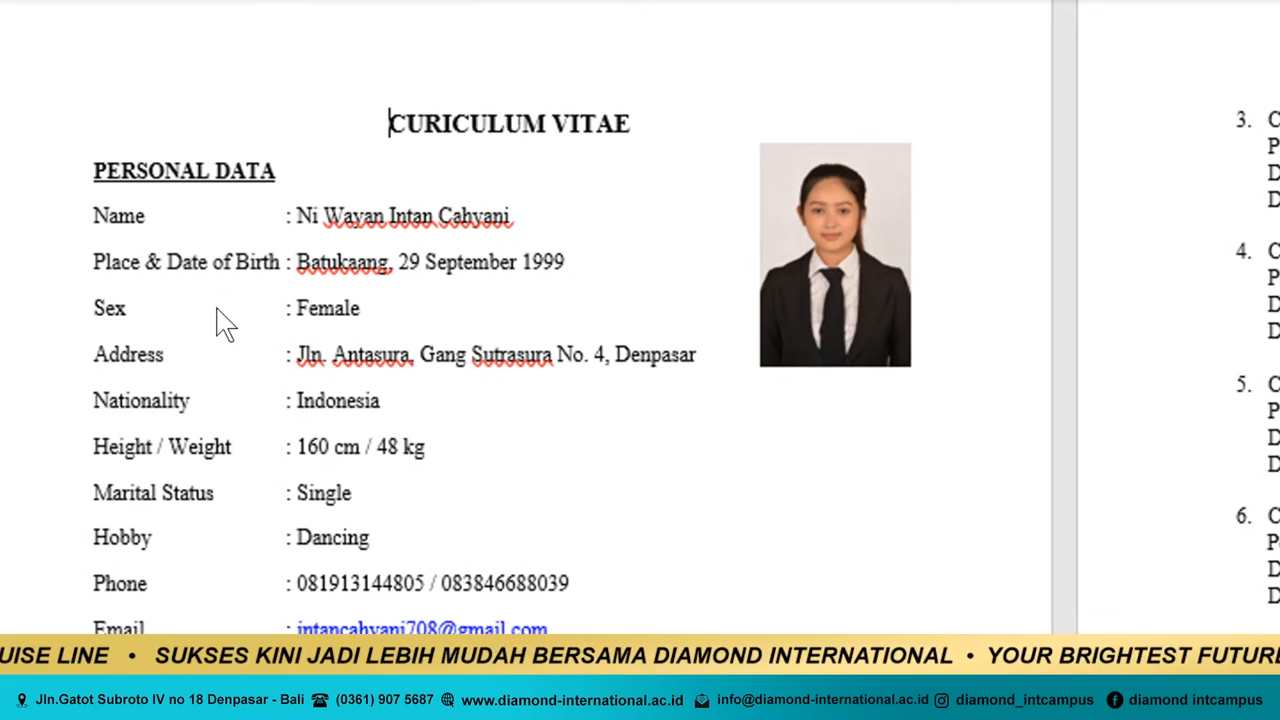 CURICULUM VITAE
PERSONAL DATA
Name : Ni Wayan Intan Cahyani
Place & Date of Birth : Batukaang, 29 September 1999
Sex : Female
Address : Jln. Antasura, Gang Sutrasura No. 4, Denpasar
Nationality : Indonesia
Height / Weight : 160 cm / 48 kg
Marital Status : Single
Hobby : Dancing
Phone : 081913144805 / 083846688039
Email : intancahyani708@gmail.com
3. C
P
D
D
4. C
P
D
D
5. C
P
D
D
6. C
P
D
D
UISE LINE • SUKSES KINI JADI LEBIH MUDAH BERSAMA DIAMOND INTERNATIONAL • YOUR BRIGHTEST FUTURE
Jln.Gatot Subroto IV no 18 Denpasar - Bali (0361) 907 5687 www.diamond-international.ac.id info@diamond-international.ac.id diamond_intcampus diamond intcampus